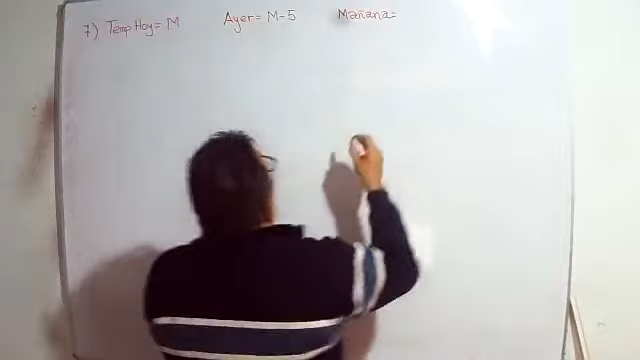 7) Temp Hoy = M Ayer = M-5 Mañana=